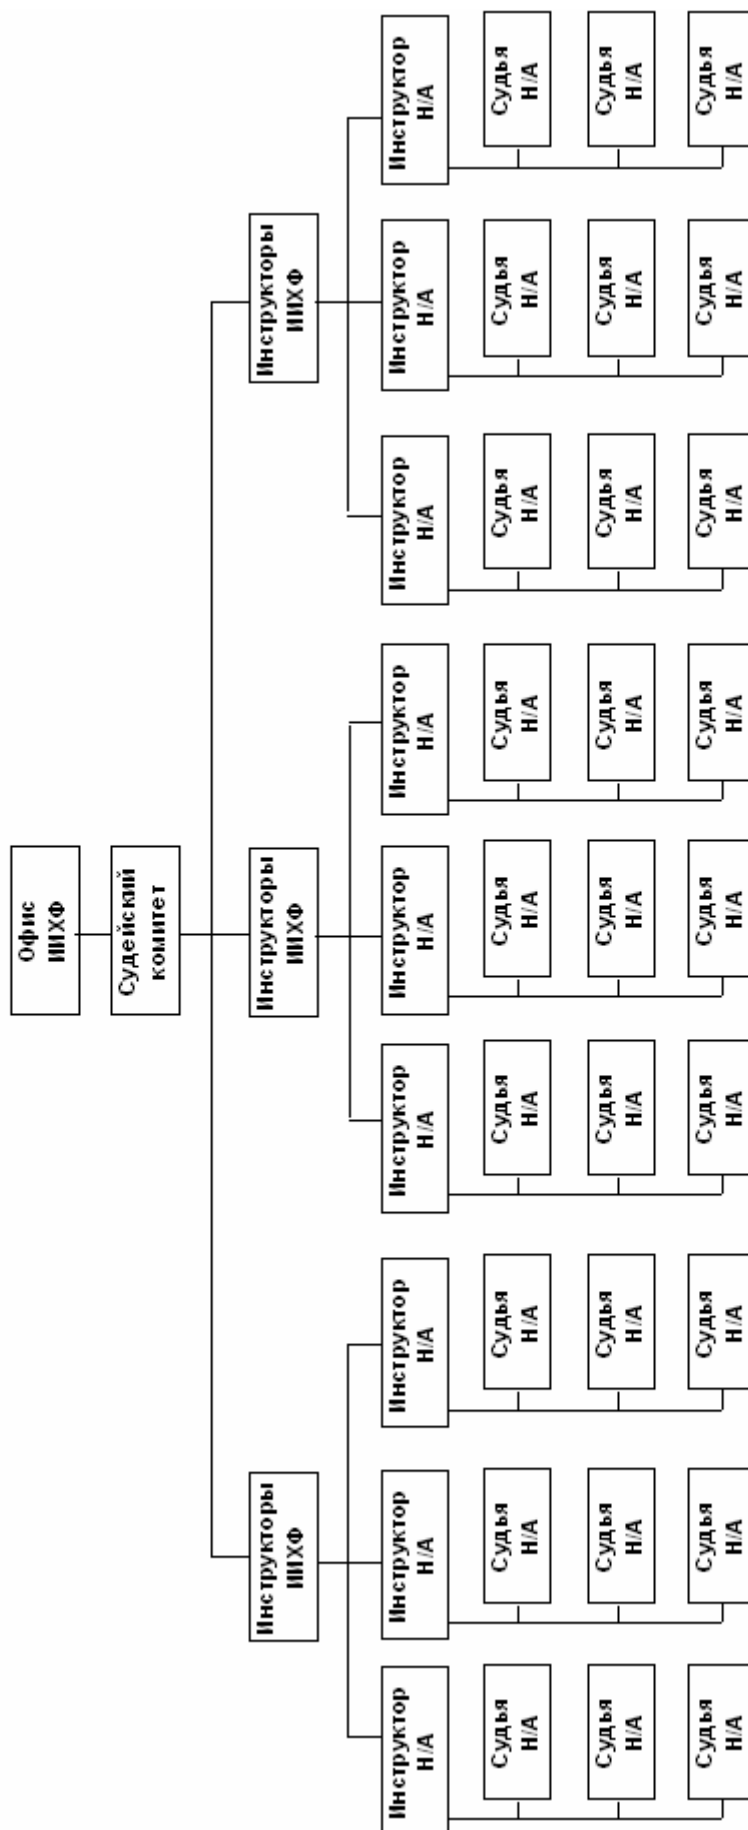 Офис
ИИХФ
Судейский
комитет
Инструкторы
ИИХФ
Инструкторы
ИИХФ
Инструкторы
ИИХФ
Инструктор
Н/А
Инструктор
Н/А
Инструктор
Н/А
Инструктор
Н/А
Инструктор
Н/А
Инструктор
Н/А
Инструктор
Н/А
Инструктор
Н/А
Инструктор
Н/А
Судья
Н/А
Судья
Н/А
Судья
Н/А
Судья
Н/А
Судья
Н/А
Судья
Н/А
Судья
Н/А
Судья
Н/А
Судья
Н/А
Судья
Н/А
Судья
Н/А
Судья
Н/А
Судья
Н/А
Судья
Н/А
Судья
Н/А
Судья
Н/А
Судья
Н/А
Судья
Н/А
Судья
Н/А
Судья
Н/А
Судья
Н/А
Судья
Н/А
Судья
Н/А
Судья
Н/А
Судья
Н/А
Судья
Н/А
Судья
Н/А